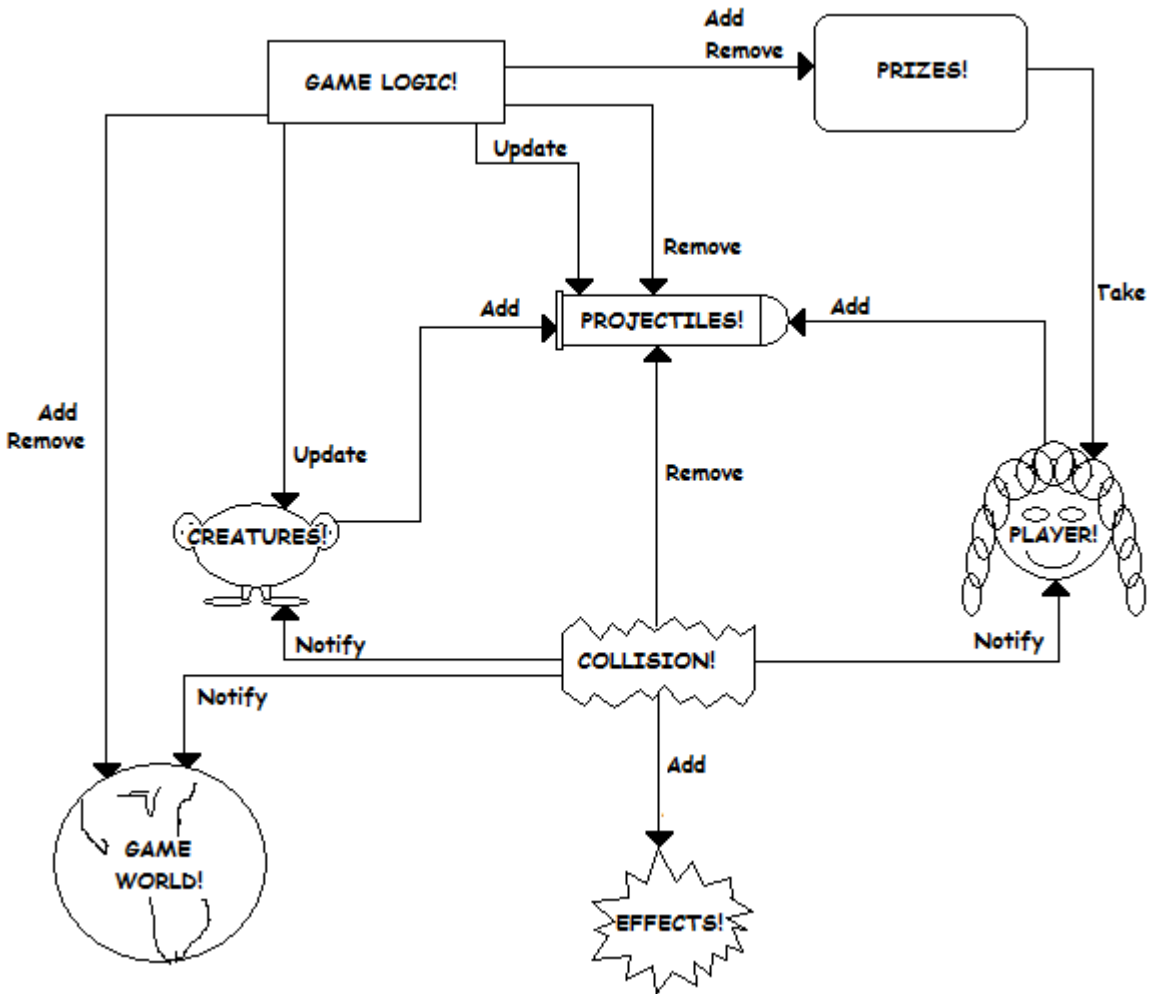 Add
Remove
GAME LOGIC!
PRIZES!
Update
Remove
Take
Add
PROJECTILES!
Add
Add
Remove
Update
Remove
CREATURES!
PLAYER!
Notify
COLLISION!
Notify
Notify
Add
GAME
WORLD!
EFFECTS!